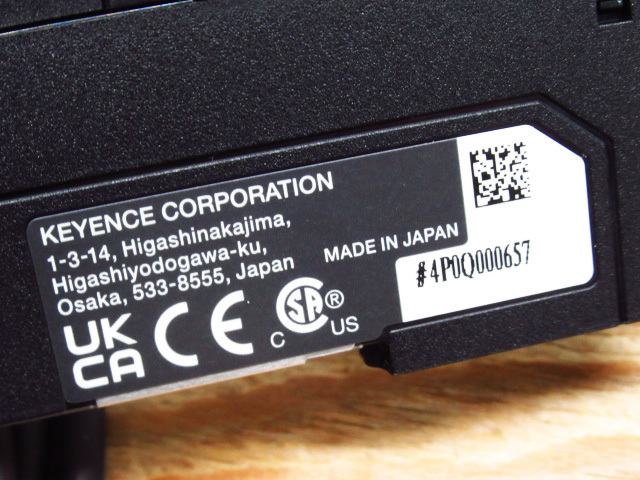 KEYENCE CORPORATION
1-3-14, Higashinakajima,
Higashiyodogawa-ku,
Osaka, 533-8555, Japan
MADE IN JAPAN
#4P0Q000657
UK
CA
CE
C SA ® US